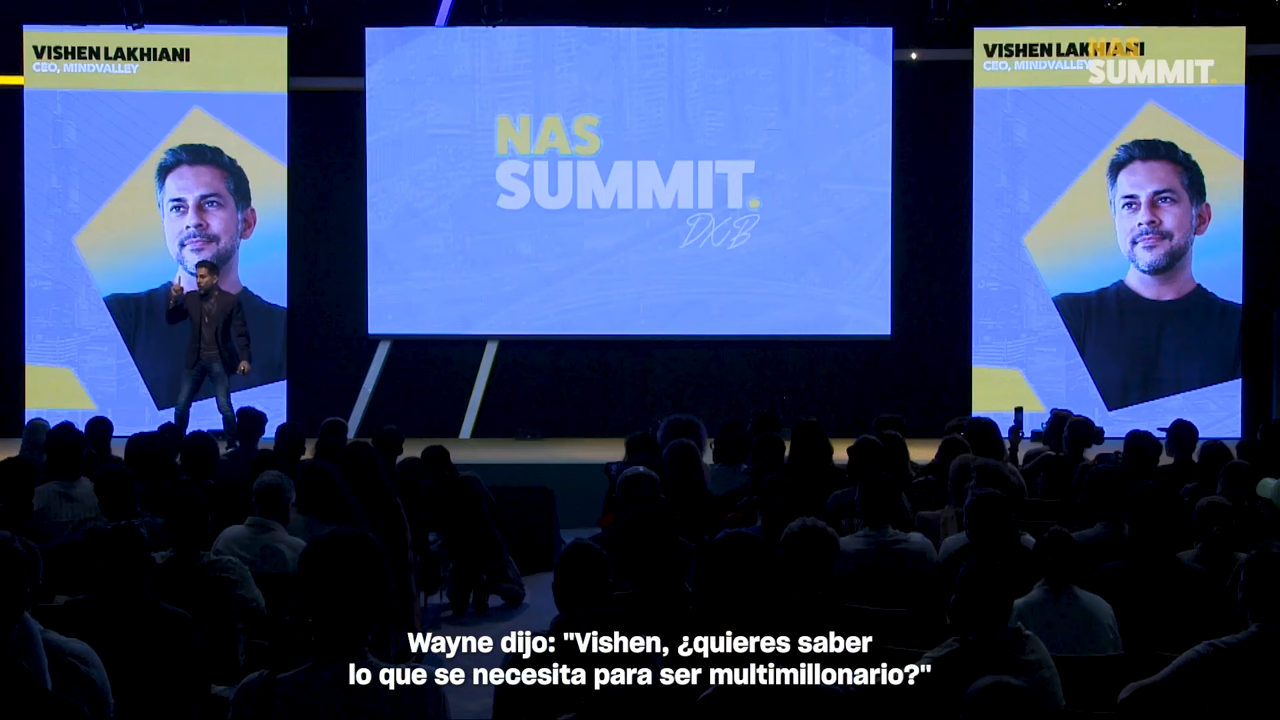 VISHEN LAKHIANI
CEO, MINDVALLEY
NAS
SUMMIT.
DXB
VISHEN LAKHIANI
CEO, MINDVALLEY
NAS
SUMMIT.
Wayne dijo: "Vishen, ¿quieres saber
lo que se necesita para ser multimillonario?"